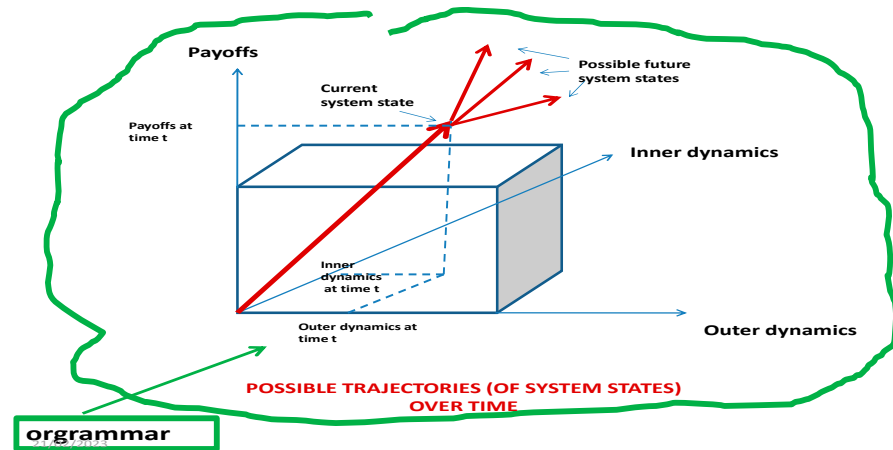 Payoffs
Current
system state
Possible future
system states
Payoffs at
time t
Inner dynamics
Inner
dynamics
at time t
Outer dynamics at
time t
Outer dynamics
POSSIBLE TRAJECTORIES (OF SYSTEM STATES)
OVER TIME
orgrammar